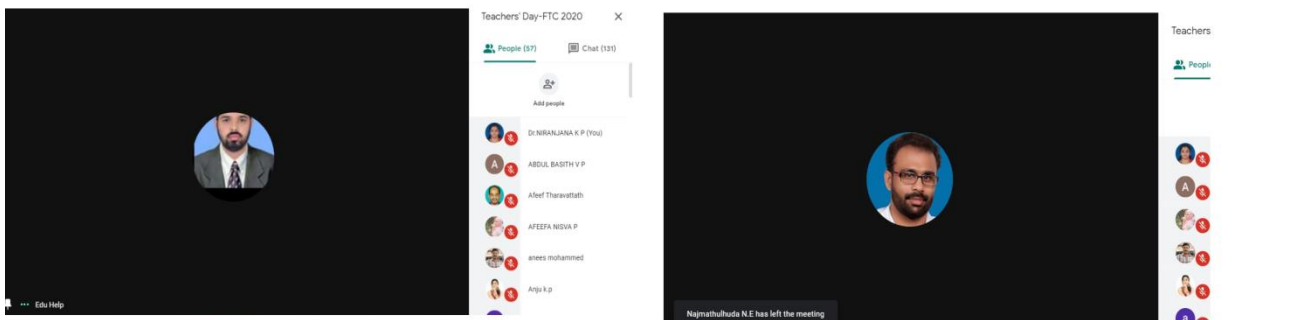 Teachers' Day-FTC 2020
People (57) Chat (131)
Add people
Dr.NIRANJANA K P (You)
A ABDUL BASITH V P
Afeef Tharavattath
AFEEFA NISVA P
anees mohammed
Anju k p
Edu Help
Teachers
People
A
a
Najmathulhuda N.E has left the meeting